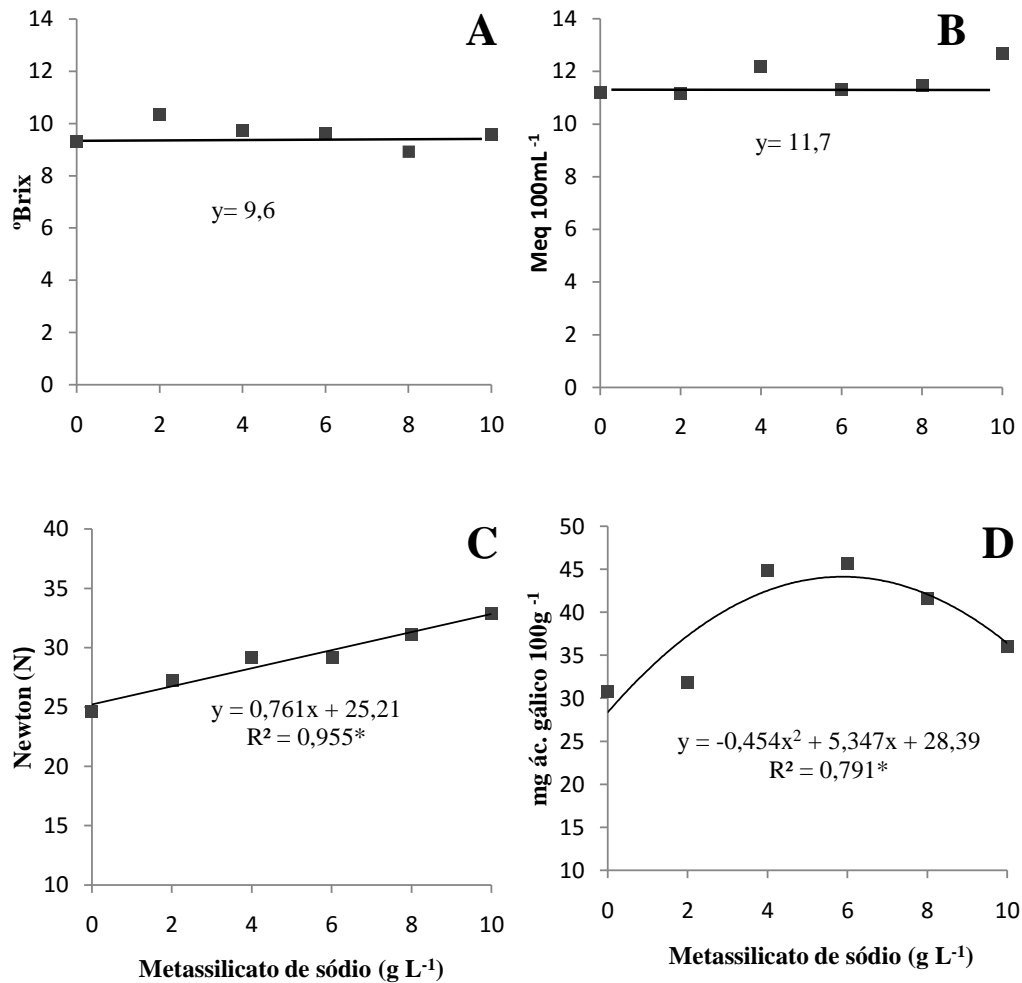 A
ºBrix
14
12
10
8
6
4
2
0
y= 9,6
0 2 4 6 8 10
B
Meq 100mL⁻¹
14
12
10
8
6
4
2
0
y= 11,7
0 2 4 6 8 10
C
Newton (N)
40
35
30
25
20
15
10
y = 0,761x + 25,21
R² = 0,955*
0 2 4 6 8 10
Metassilicato de sódio (g L⁻¹)
D
mg ác. gálico 100g⁻¹
50
45
40
35
30
25
20
15
10
y = -0,454x² + 5,347x + 28,39
R² = 0,791*
0 2 4 6 8 10
Metassilicato de sódio (g L⁻¹)